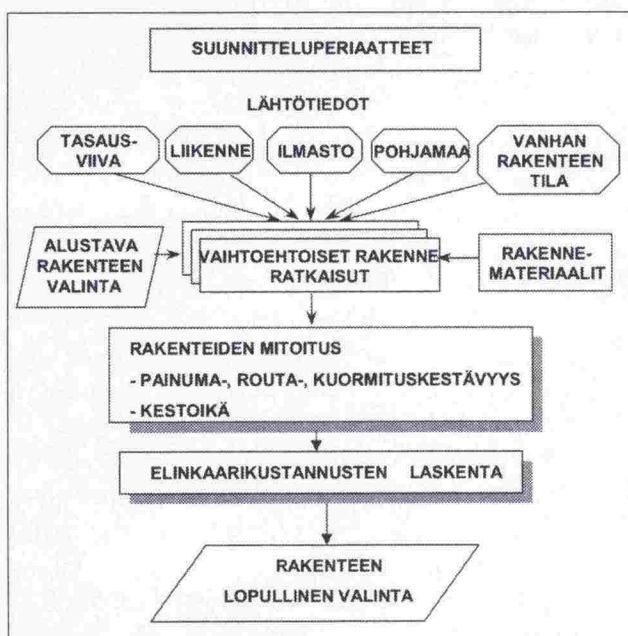 SUUNNITTELUPERIAATTEET
LÄHTÖTIEDOT
TASAUS-
VIIVA
LIIKENNE
ILMASTO
POHJAMAA
VANHAN
RAKENTEEN
TILA
ALUSTAVA
RAKENTEEN
VALINTA
VAIHTOEHTOISET RAKENNE
RATKAISUT
RAKENNE-
MATERIAALIT
RAKENTEIDEN MITOITUS
- PAINUMA-, ROUTA-, KUORMITUSKESTÄVYYS
- KESTOIKÄ
ELINKAARIKUSTANNUSTEN LASKENTA
RAKENTEEN
LOPULLINEN VALINTA